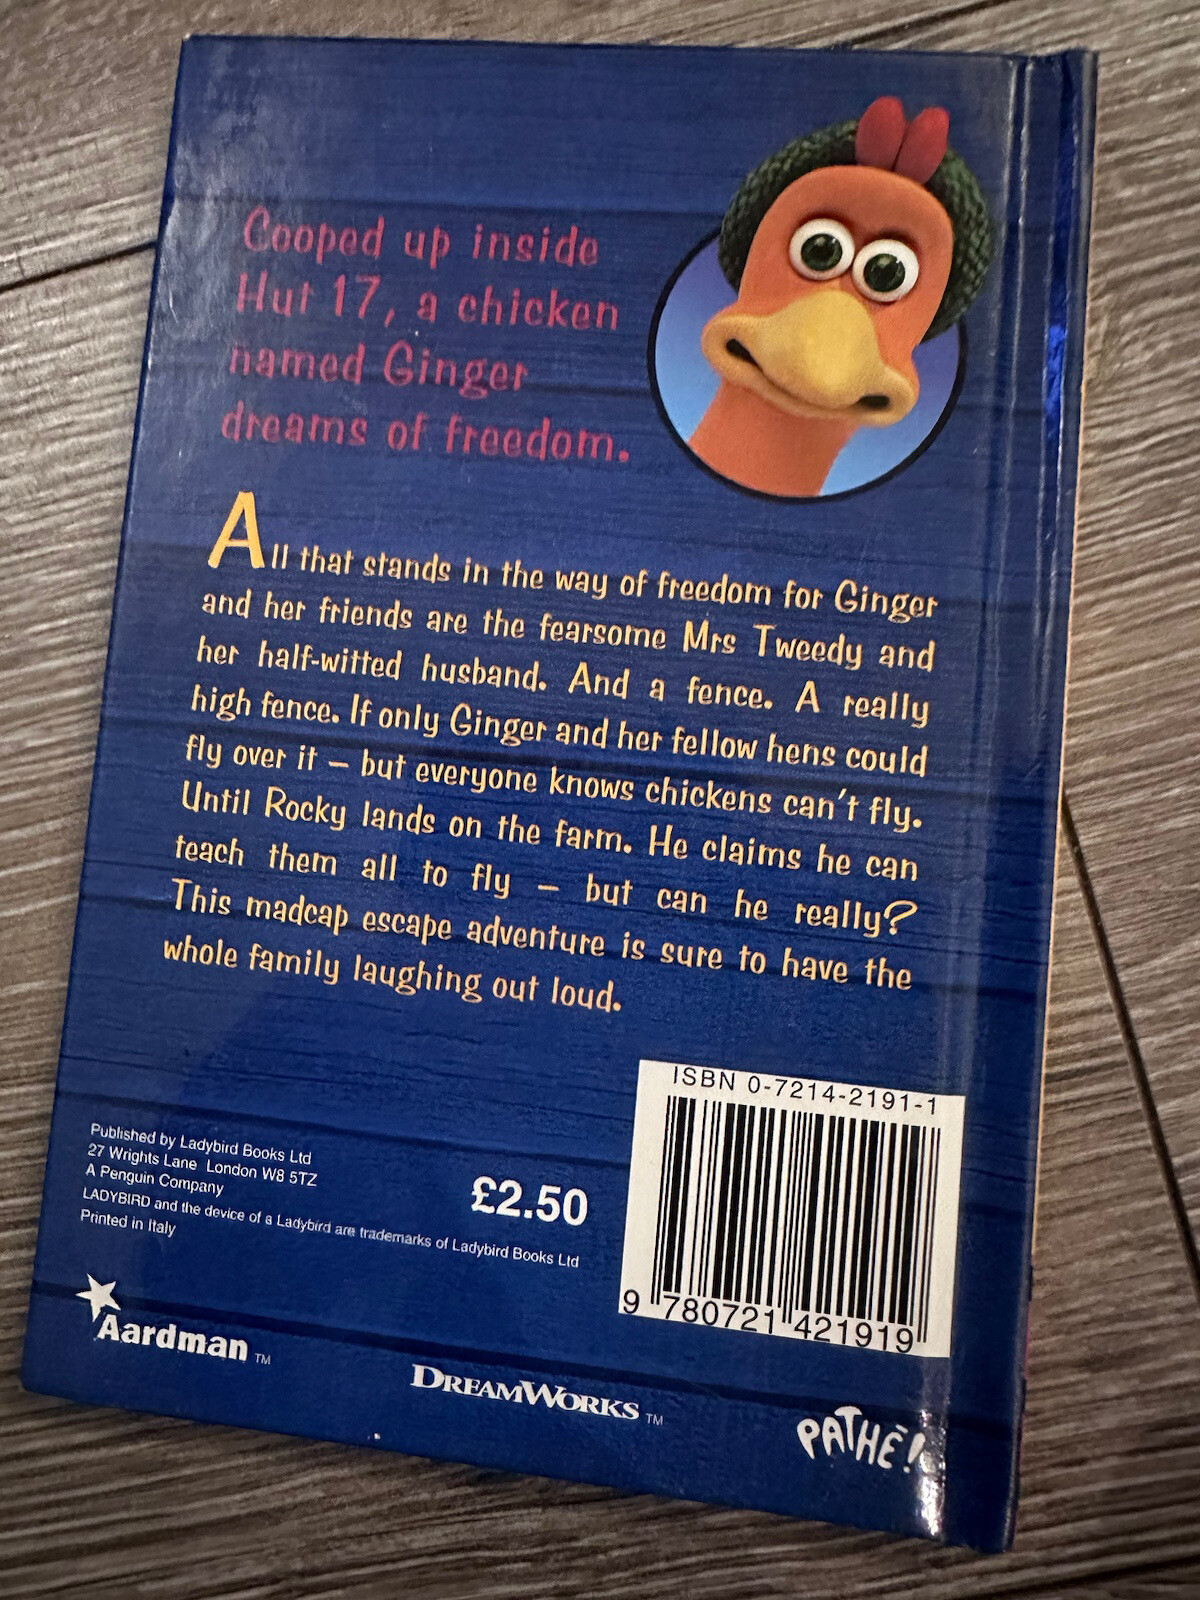 Cooped up inside
Hut 17, a chicken
named Ginger
dreams of freedom.
All that stands in the way of freedom for Ginger
and her friends are the fearsome Mrs Tweedy and
her half-witted husband. And a fence. A really
high fence. If only Ginger and her fellow hens could
fly over it – but everyone knows chickens can't fly.
Until Rocky lands on the farm. He claims he can
teach them all to fly – but can he really?
This madcap escape adventure is sure to have the
whole family laughing out loud.
Published by Ladybird Books Ltd
27 Wrights Lane London W8 5TZ
A Penguin Company
LADYBIRD and the device of a Ladybird are trademarks of Ladybird Books Ltd
Printed in Italy
£2.50
ISBN 0-7214-2191-1
9 780721 421919
Aardman TM
DREAMWORKS TM
PATHĒ!